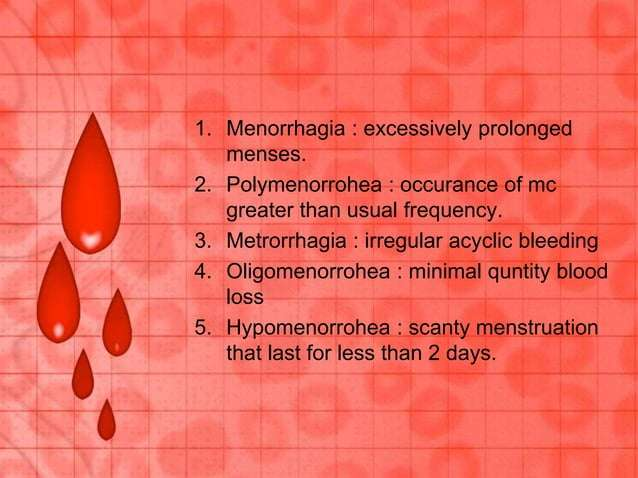 1. Menorrhagia : excessively prolonged
menses.
2. Polymenorrohea : occurance of mc
greater than usual frequency.
3. Metrorrhagia : irregular acyclic bleeding
4. Oligomenorrohea : minimal quntity blood
loss
5. Hypomenorrohea : scanty menstruation
that last for less than 2 days.